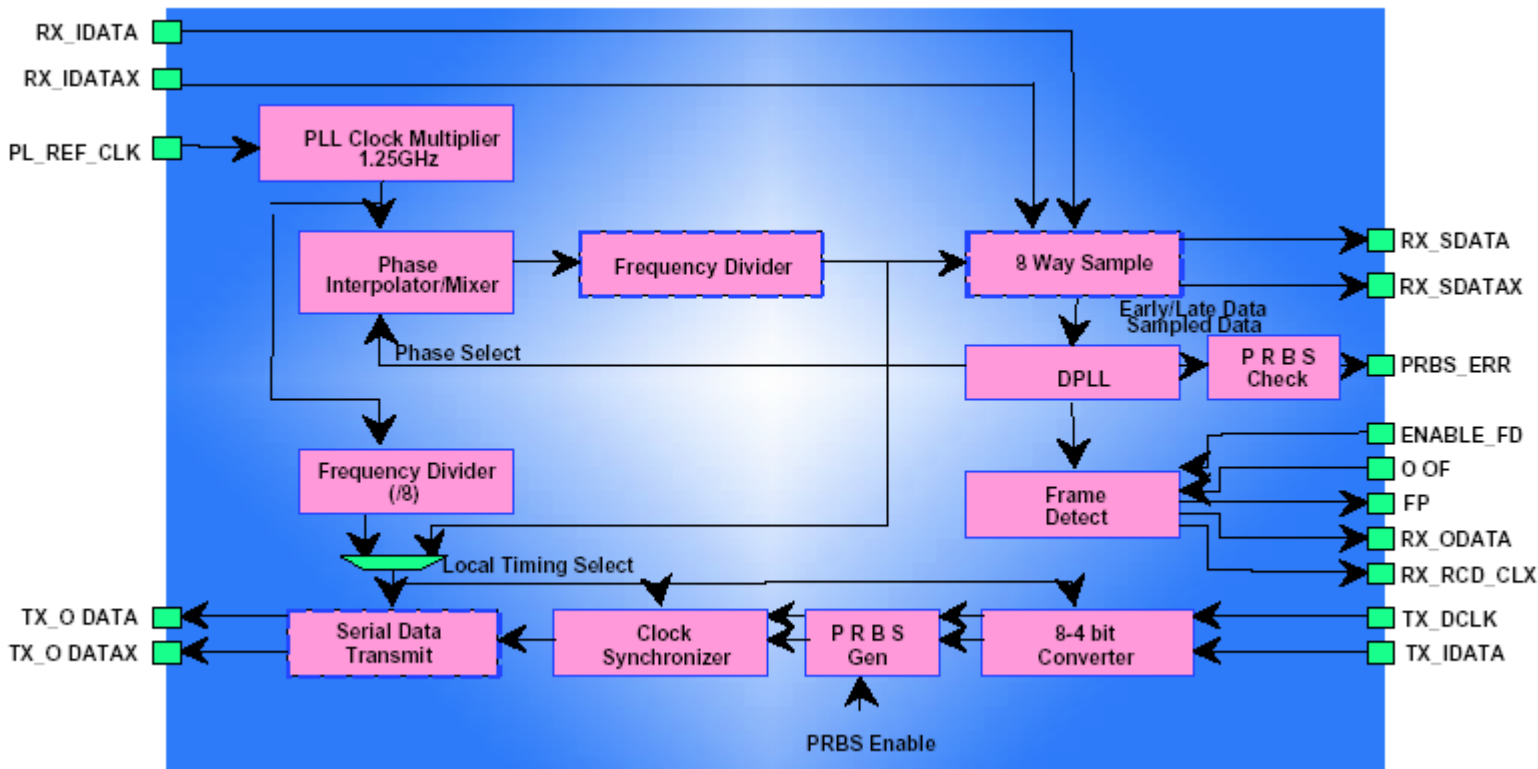 RX_IDATA
RX_IDATAX
PL_REF_CLK
PLL Clock Multiplier
1.25GHz
Phase
Interpolator/Mixer
Frequency Divider
8 Way Sample
RX_SDATA
RX_SDATAX
Early/Late Data
Sampled Data
Phase Select
DPLL
P R B S
Check
PRBS_ERR
ENABLE_FD
O OF
FP
RX_ODATA
RX_RCD_CLX
Frame
Detect
Frequency Divider
(/8)
Local Timing Select
TX_O DATA
TX_O DATAX
Serial Data
Transmit
Clock
Synchronizer
P R B S
Gen
8-4 bit
Converter
TX_DCLK
TX_IDATA
PRBS Enable